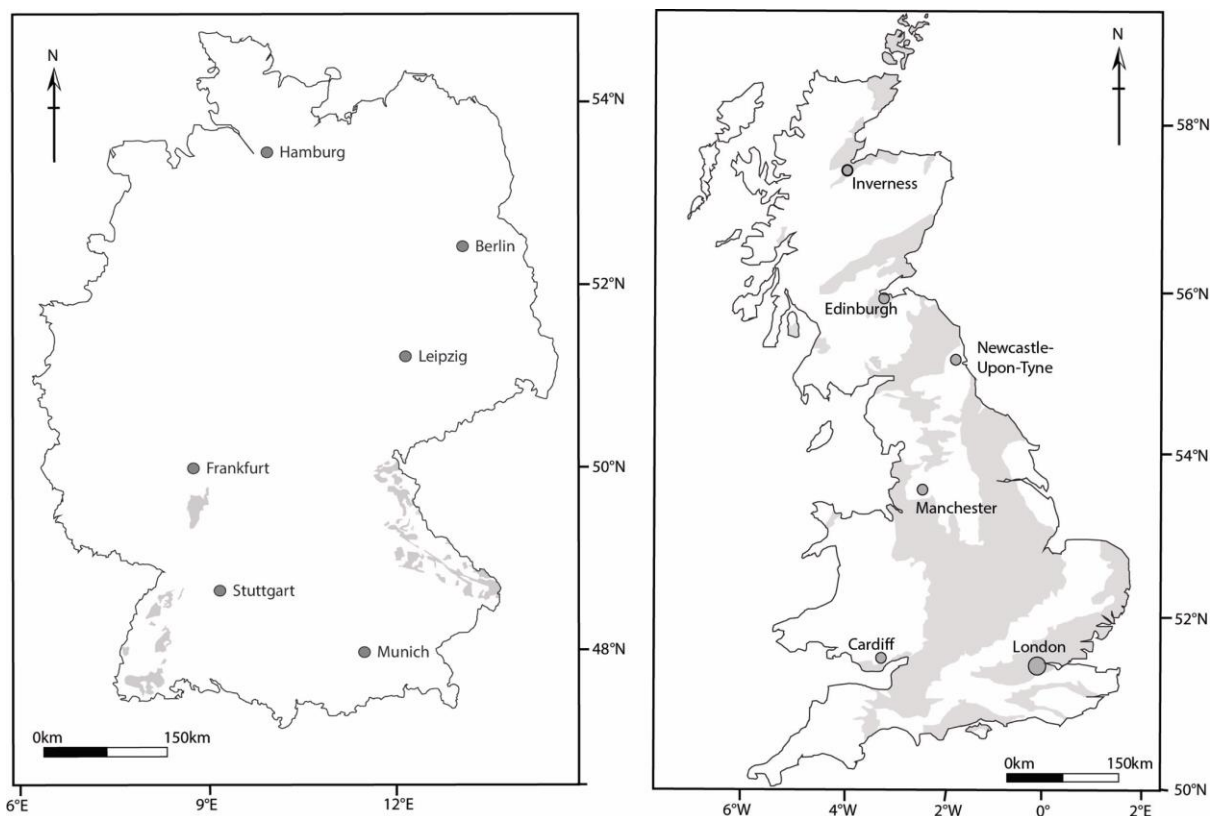 N
54°N
Hamburg
Berlin
52°N
Leipzig
50°N
Frankfurt
Stuttgart
48°N
Munich
0km
150km
6°E
9°E
12°E
N
58°N
Inverness
56°N
Edinburgh
Newcastle-
Upon-Tyne
54°N
Manchester
52°N
Cardiff
London
0km
150km
50°N
6°W
4°W
2°W
0°
2°E